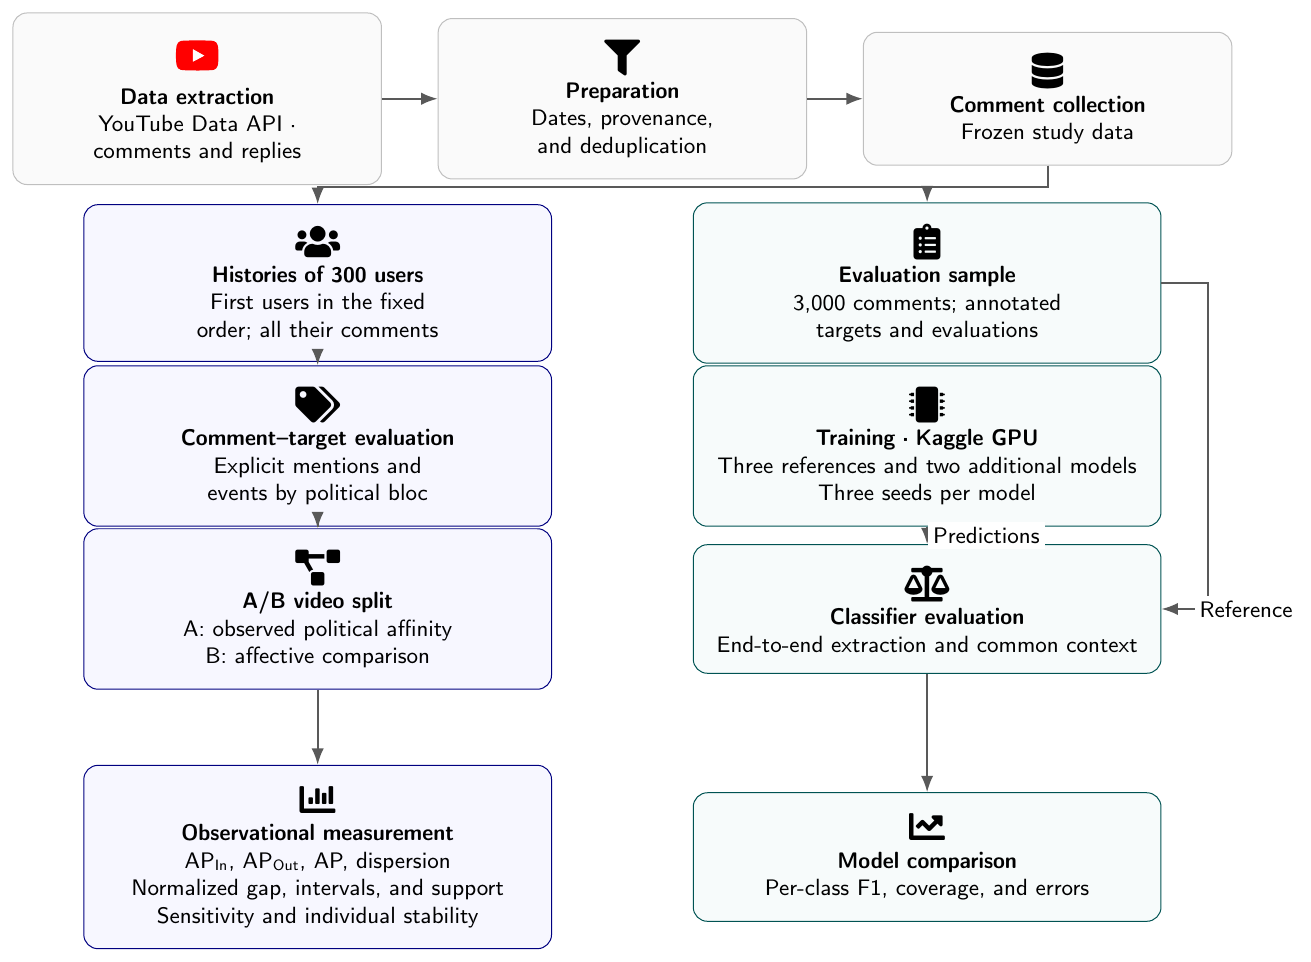 Data extraction
YouTube Data API ·
comments and replies
Preparation
Dates, provenance,
and deduplication
Comment collection
Frozen study data
Histories of 300 users
First users in the fixed
order; all their comments
Comment–target evaluation
Explicit mentions and
events by political bloc
A/B video split
A: observed political affinity
B: affective comparison
Observational measurement
AP_In, AP_Out, AP, dispersion
Normalized gap, intervals, and support
Sensitivity and individual stability
Evaluation sample
3,000 comments; annotated
targets and evaluations
Training · Kaggle GPU
Three references and two additional models
Three seeds per model
Predictions
Classifier evaluation
End-to-end extraction and common context
Reference
Model comparison
Per-class F1, coverage, and errors